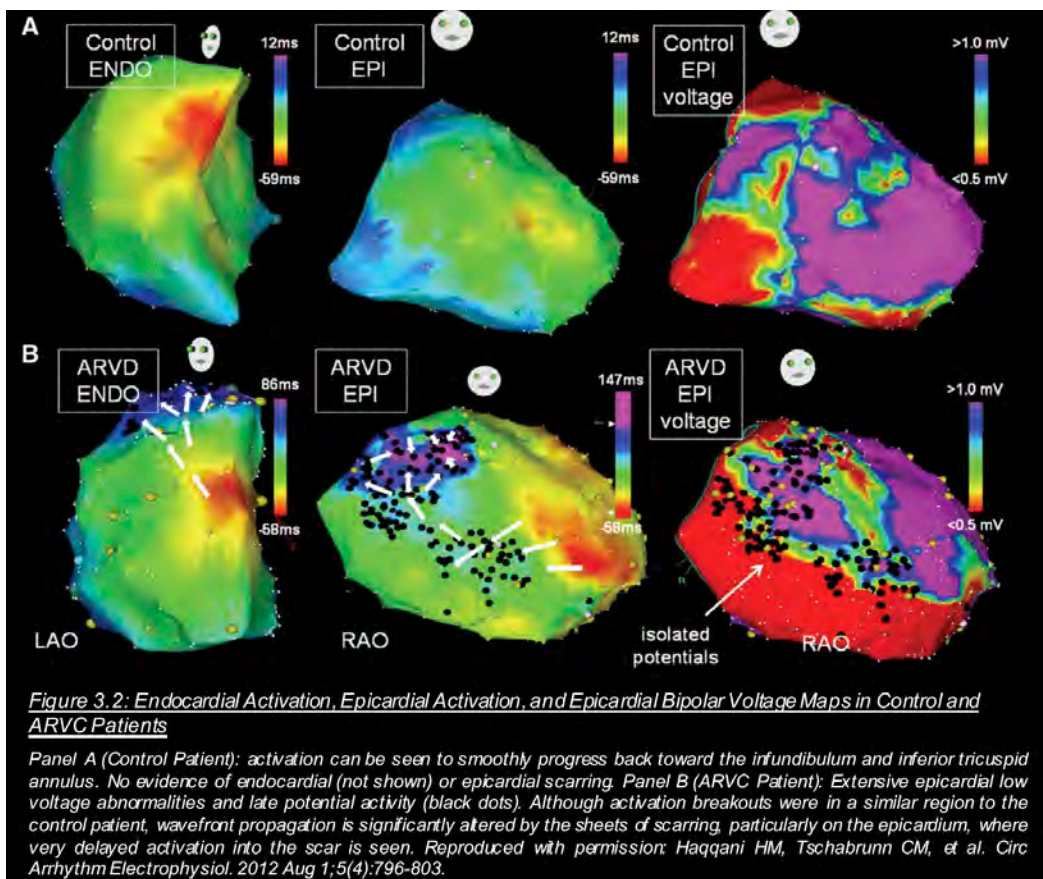 A
Control
ENDO
12ms
-59ms
Control
EPI
12ms
-59ms
Control
EPI
voltage
>1.0 mV
<0.5 mV
B
ARVD
ENDO
86ms
-58ms
LAO
ARVD
EPI
147ms
-58ms
RAO
ARVD
EPI
voltage
>1.0 mV
<0.5 mV
isolated
potentials
RAO
Figure 3.2: Endocardial Activation, Epicardial Activation, and Epicardial Bipolar Voltage Maps in Control and
ARVC Patients
Panel A (Control Patient): activation can be seen to smoothly progress back toward the infundibulum and inferior tricuspid
annulus. No evidence of endocardial (not shown) or epicardial scarring. Panel B (ARVC Patient): Extensive epicardial low
voltage abnormalities and late potential activity (black dots). Although activation breakouts were in a similar region to the
control patient, wavefront propagation is significantly altered by the sheets of scarring, particularly on the epicardium, where
very delayed activation into the scar is seen. Reproduced with permission: Haqqani HM, Tschabrunn CM, et al. Circ
Arrhythm Electrophysiol. 2012 Aug 1;5(4):796-803.